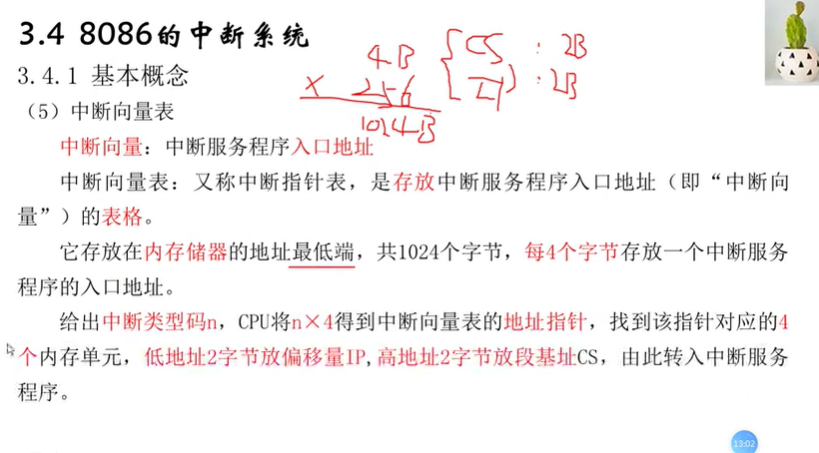 3.4 8086的中断系统
4B { CS : 2B
3.4.1 基本概念
× 256 IP } : 2B
（5）中断向量表
1024B
中断向量：中断服务程序入口地址
中断向量表：又称中断指针表，是存放中断服务程序入口地址（即“中断向
量”）的表格。
它存放在内存储器的地址最低端，共1024个字节，每4个字节存放一个中断服务
程序的入口地址。
给出中断类型码n，CPU将n×4得到中断向量表的地址指针，找到该指针对应的4
个内存单元，低地址2字节放偏移量IP,高地址2字节放段基址CS，由此转入中断服务
程序。
13:02